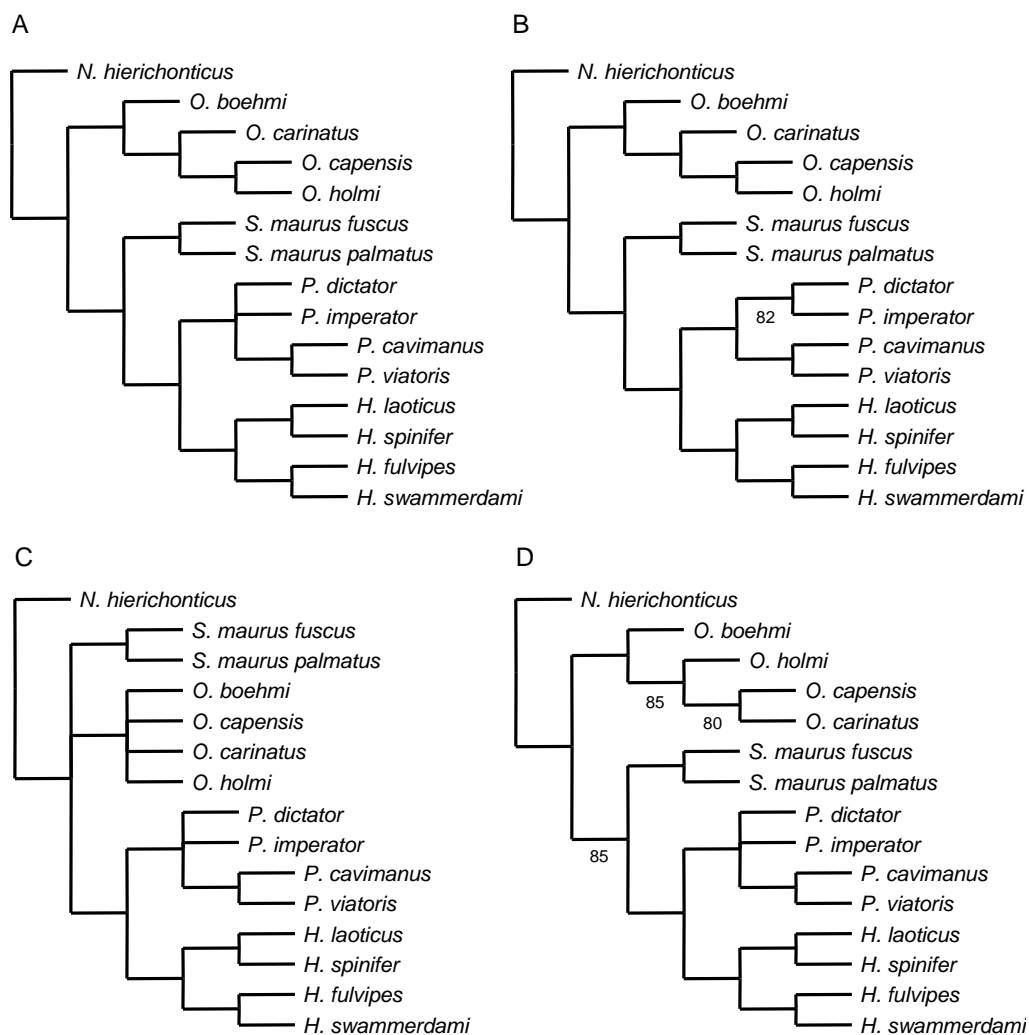 A
N. hierichonticus
O. boehmi
O. carinatus
O. capensis
O. holmi
S. maurus fuscus
S. maurus palmatus
P. dictator
P. imperator
P. cavimanus
P. viatoris
H. laoticus
H. spinifer
H. fulvipes
H. swammerdami
B
N. hierichonticus
O. boehmi
O. carinatus
O. capensis
O. holmi
S. maurus fuscus
S. maurus palmatus
P. dictator
82
P. imperator
P. cavimanus
P. viatoris
H. laoticus
H. spinifer
H. fulvipes
H. swammerdami
C
N. hierichonticus
S. maurus fuscus
S. maurus palmatus
O. boehmi
O. capensis
O. carinatus
O. holmi
P. dictator
P. imperator
P. cavimanus
P. viatoris
H. laoticus
H. spinifer
H. fulvipes
H. swammerdami
D
N. hierichonticus
O. boehmi
O. holmi
85
O. capensis
80
O. carinatus
S. maurus fuscus
S. maurus palmatus
P. dictator
P. imperator
85
P. cavimanus
P. viatoris
H. laoticus
H. spinifer
H. fulvipes
H. swammerdami